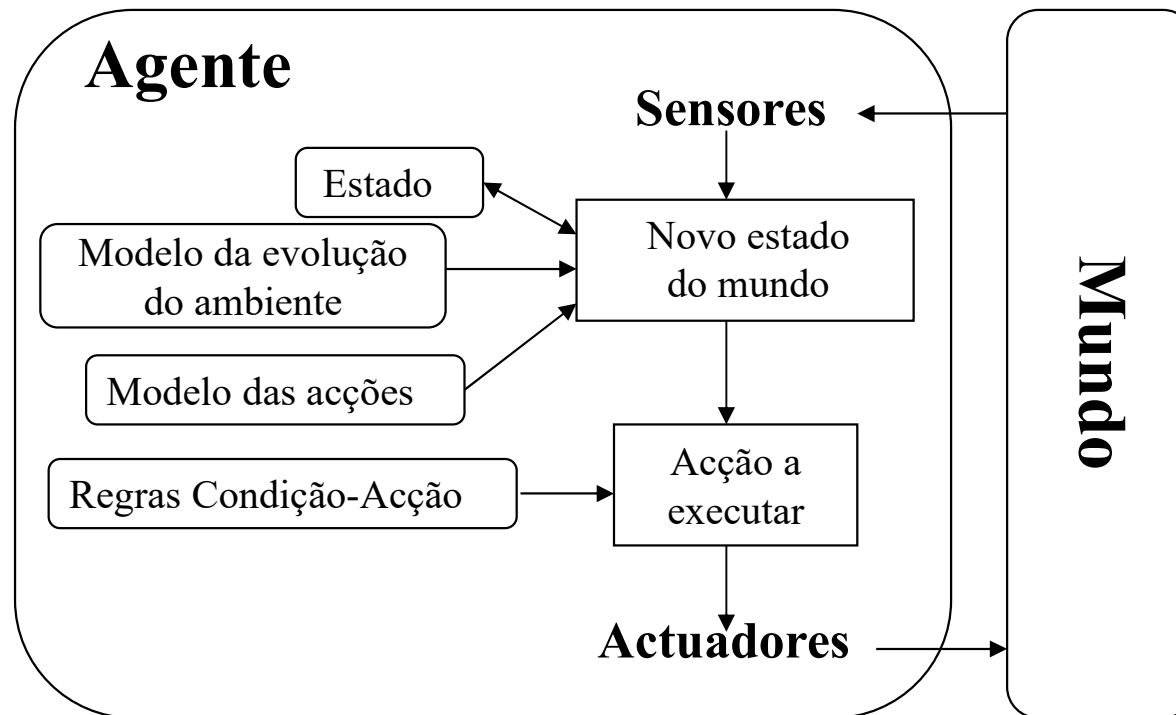 Agente
Sensores
Estado
Novo estado
do mundo
Modelo da evolução
do ambiente
Modelo das acções
Acção a
executar
Regras Condição-Acção
Actuadores
Mundo